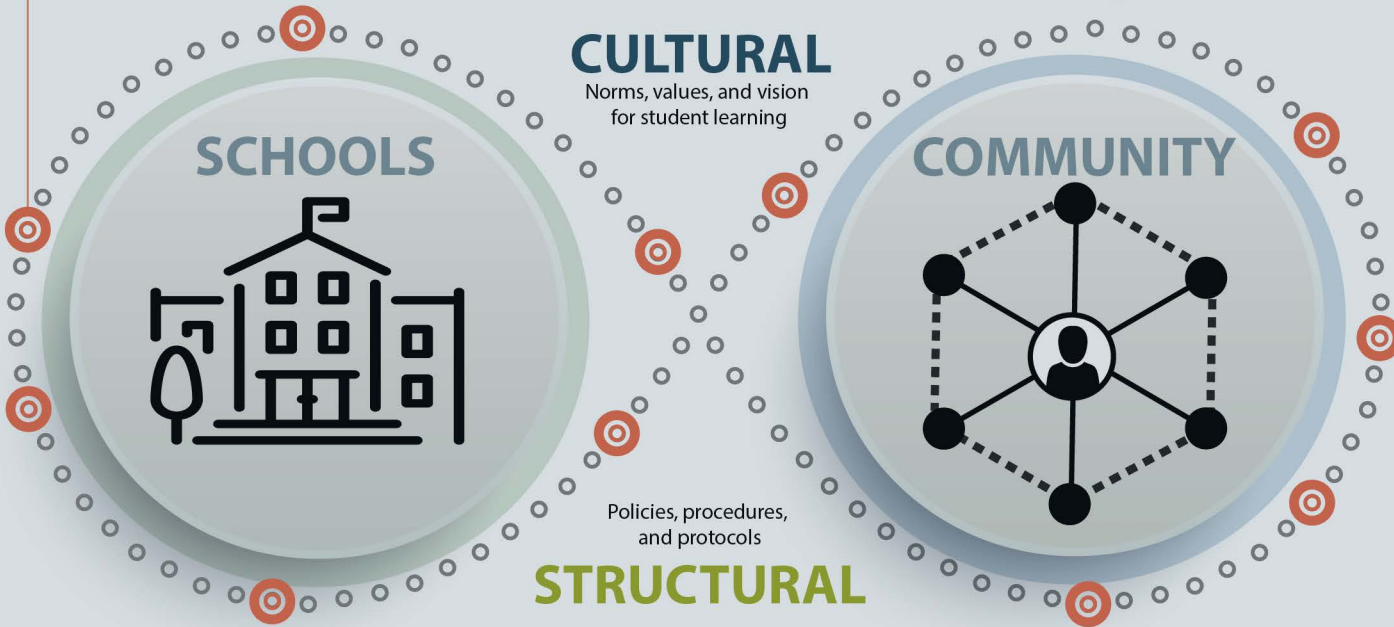 CULTURAL
Norms, values, and vision
for student learning
SCHOOLS
COMMUNITY
Policies, procedures,
and protocols
STRUCTURAL